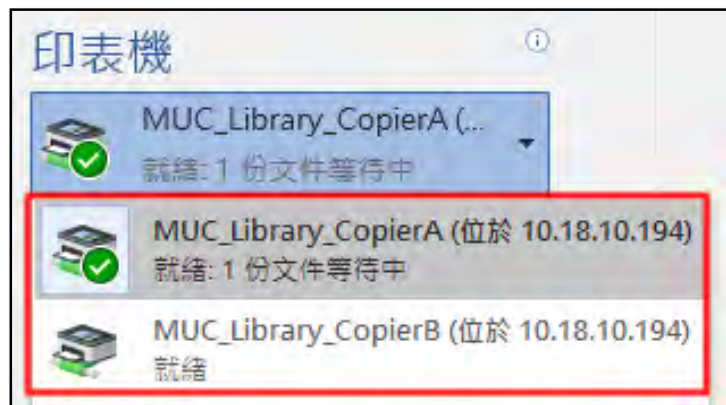 印表機
MUC_Library_CopierA (...
就緒: 1 份文件等待中
MUC_Library_CopierA (位於 10.18.10.194)
就緒: 1 份文件等待中
MUC_Library_CopierB (位於 10.18.10.194)
就緒